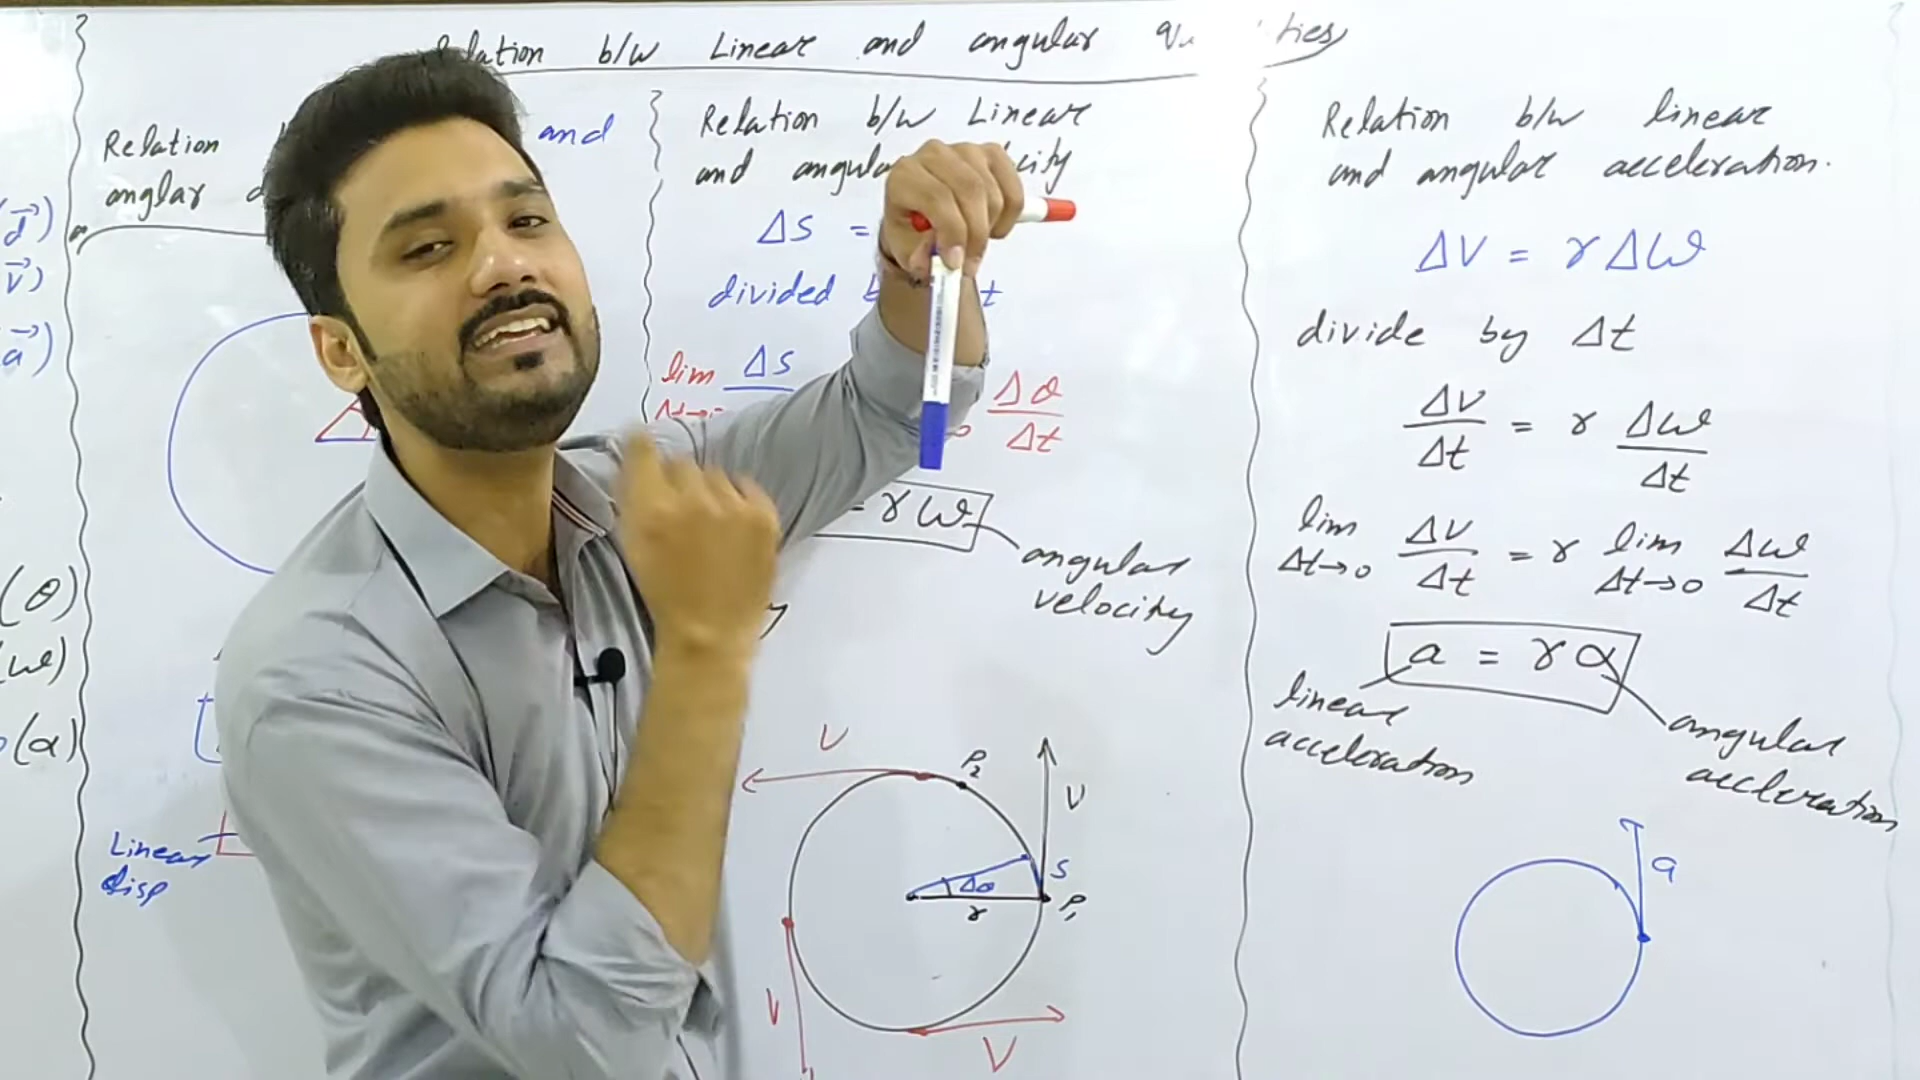 Relation b/w Linear and angular
(d→)
(v→)
(a→)
(θ)
(ω)
(α)
Relation and
anglar
Linear
disp
Relation b/w Linear
and
ΔS =
divided
lim ΔS Δθ
Δt
= rω
angular
velocity
V
P2
V
S
Δθ
r
P1
V
V
Relation b/w linear
and angular acceleration.
ΔV = rΔω
divide by Δt
ΔV/Δt = r Δω/Δt
lim Δt→0 ΔV/Δt = r lim Δt→0 Δω/Δt
a = rα
linear
acceleration
angular
accleration
a